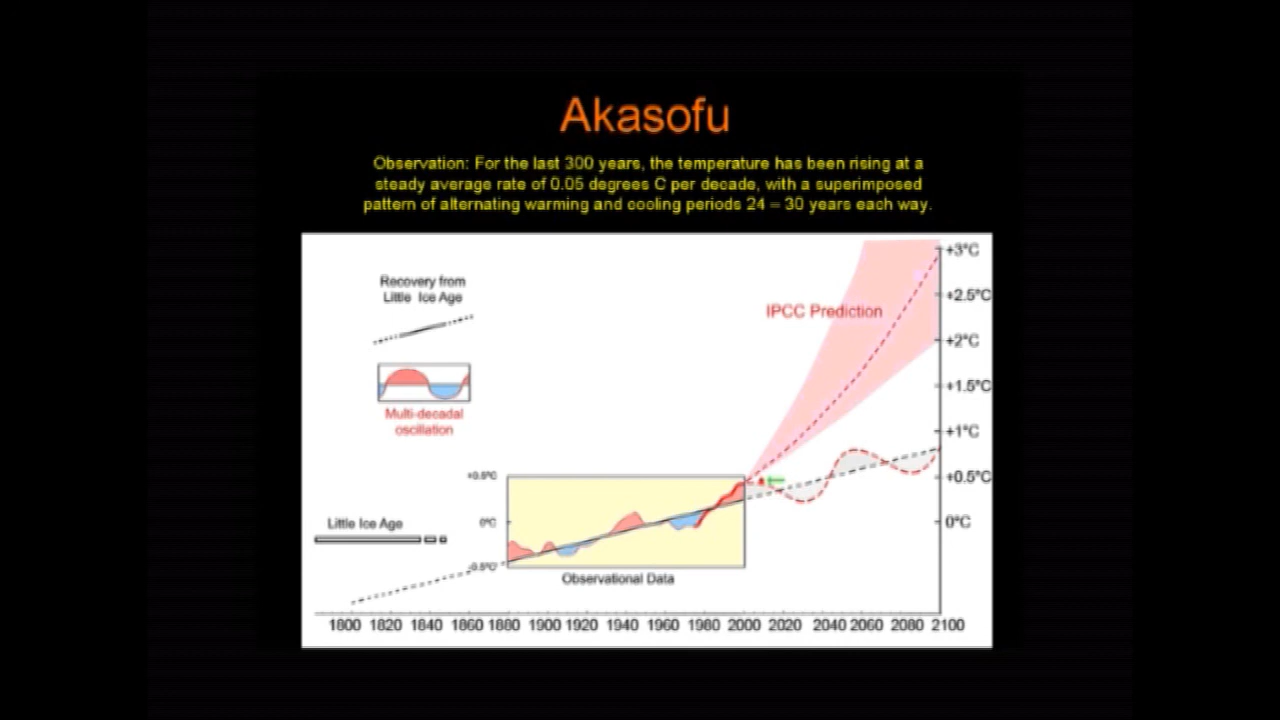 Akasofu
Observation: For the last 300 years, the temperature has been rising at a
steady average rate of 0.05 degrees C per decade, with a superimposed
pattern of alternating warming and cooling periods 24 = 30 years each way.
Recovery from
Little Ice Age
Multi-decadal
oscillation
Little Ice Age
IPCC Prediction
+3°C
+2.5°C
+2°C
+1.5°C
+1°C
+0.5°C
0°C
+0.5°C
0°C
-0.5°C
Observational Data
1800 1820 1840 1860 1880 1900 1920 1940 1960 1980 2000 2020 2040 2060 2080 2100